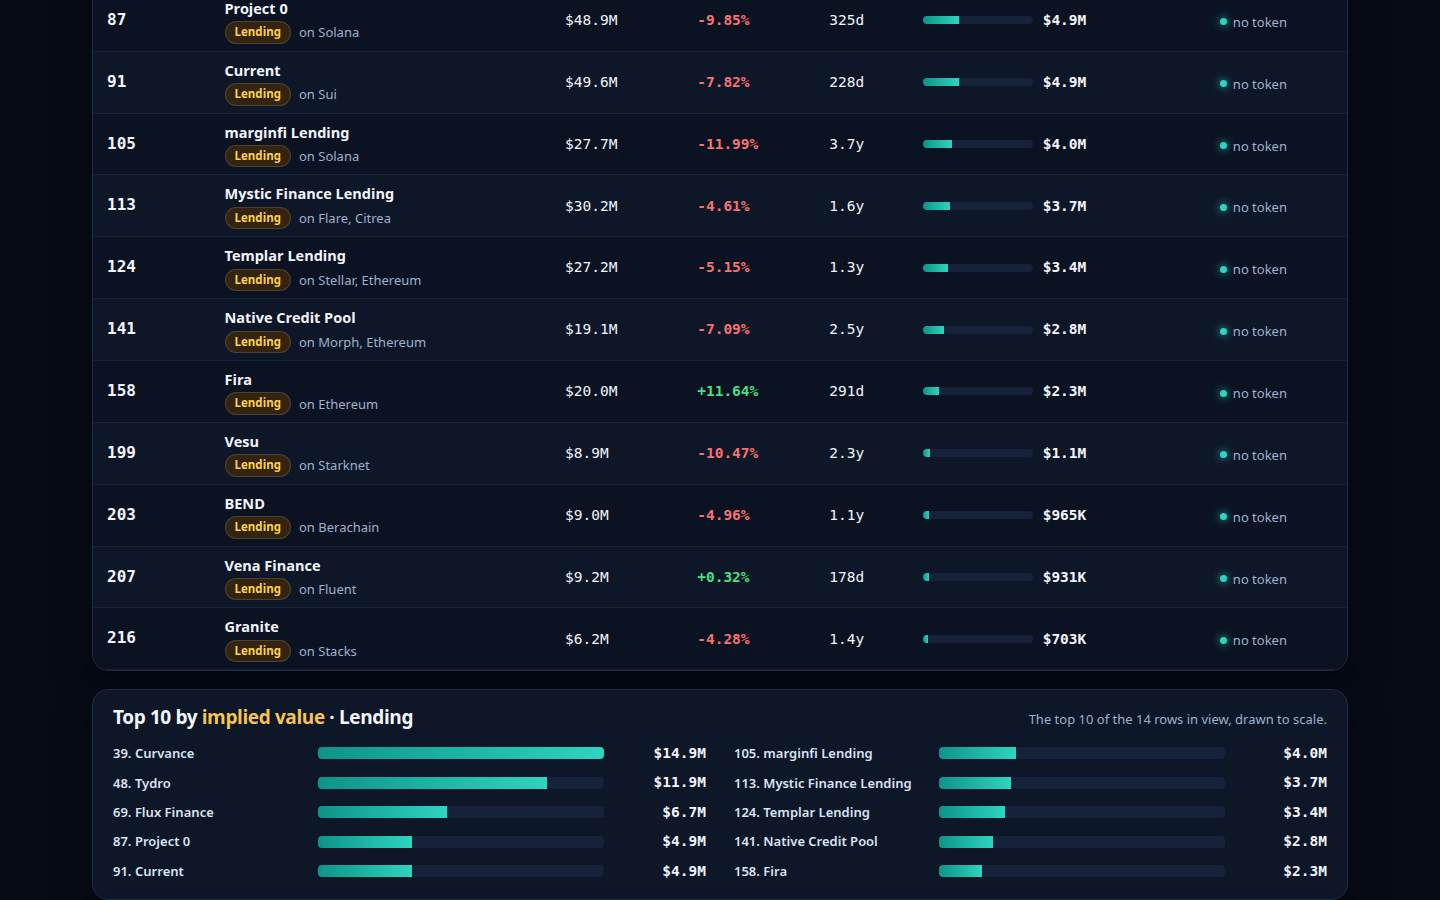 87 Project 0 $48.9M -9.85% 325d $4.9M no token
Lending on Solana
91 Current $49.6M -7.82% 228d $4.9M no token
Lending on Sui
105 marginfi Lending $27.7M -11.99% 3.7y $4.0M no token
Lending on Solana
113 Mystic Finance Lending $30.2M -4.61% 1.6y $3.7M no token
Lending on Flare, Citrea
124 Templar Lending $27.2M -5.15% 1.3y $3.4M no token
Lending on Stellar, Ethereum
141 Native Credit Pool $19.1M -7.09% 2.5y $2.8M no token
Lending on Morph, Ethereum
158 Fira $20.0M +11.64% 291d $2.3M no token
Lending on Ethereum
199 Vesu $8.9M -10.47% 2.3y $1.1M no token
Lending on Starknet
203 BEND $9.0M -4.96% 1.1y $965K no token
Lending on Berachain
207 Vena Finance $9.2M +0.32% 178d $931K no token
Lending on Fluent
216 Granite $6.2M -4.28% 1.4y $703K no token
Lending on Stacks
Top 10 by implied value · Lending
The top 10 of the 14 rows in view, drawn to scale.
39. Curvance $14.9M
48. Tydro $11.9M
69. Flux Finance $6.7M
87. Project 0 $4.9M
91. Current $4.9M
105. marginfi Lending $4.0M
113. Mystic Finance Lending $3.7M
124. Templar Lending $3.4M
141. Native Credit Pool $2.8M
158. Fira $2.3M